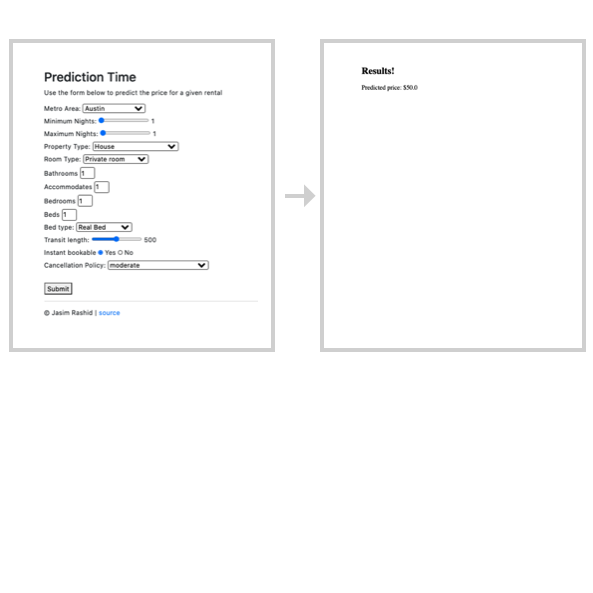 Prediction Time
Use the form below to predict the price for a given rental
Metro Area: Austin
Minimum Nights: 1
Maximum Nights: 1
Property Type: House
Room Type: Private room
Bathrooms 1
Accommodates 1
Bedrooms 1
Beds 1
Bed type: Real Bed
Transit length: 500
Instant bookable Yes No
Cancellation Policy: moderate
Submit
© Jasim Rashid | source
Results!
Predicted price: $50.0